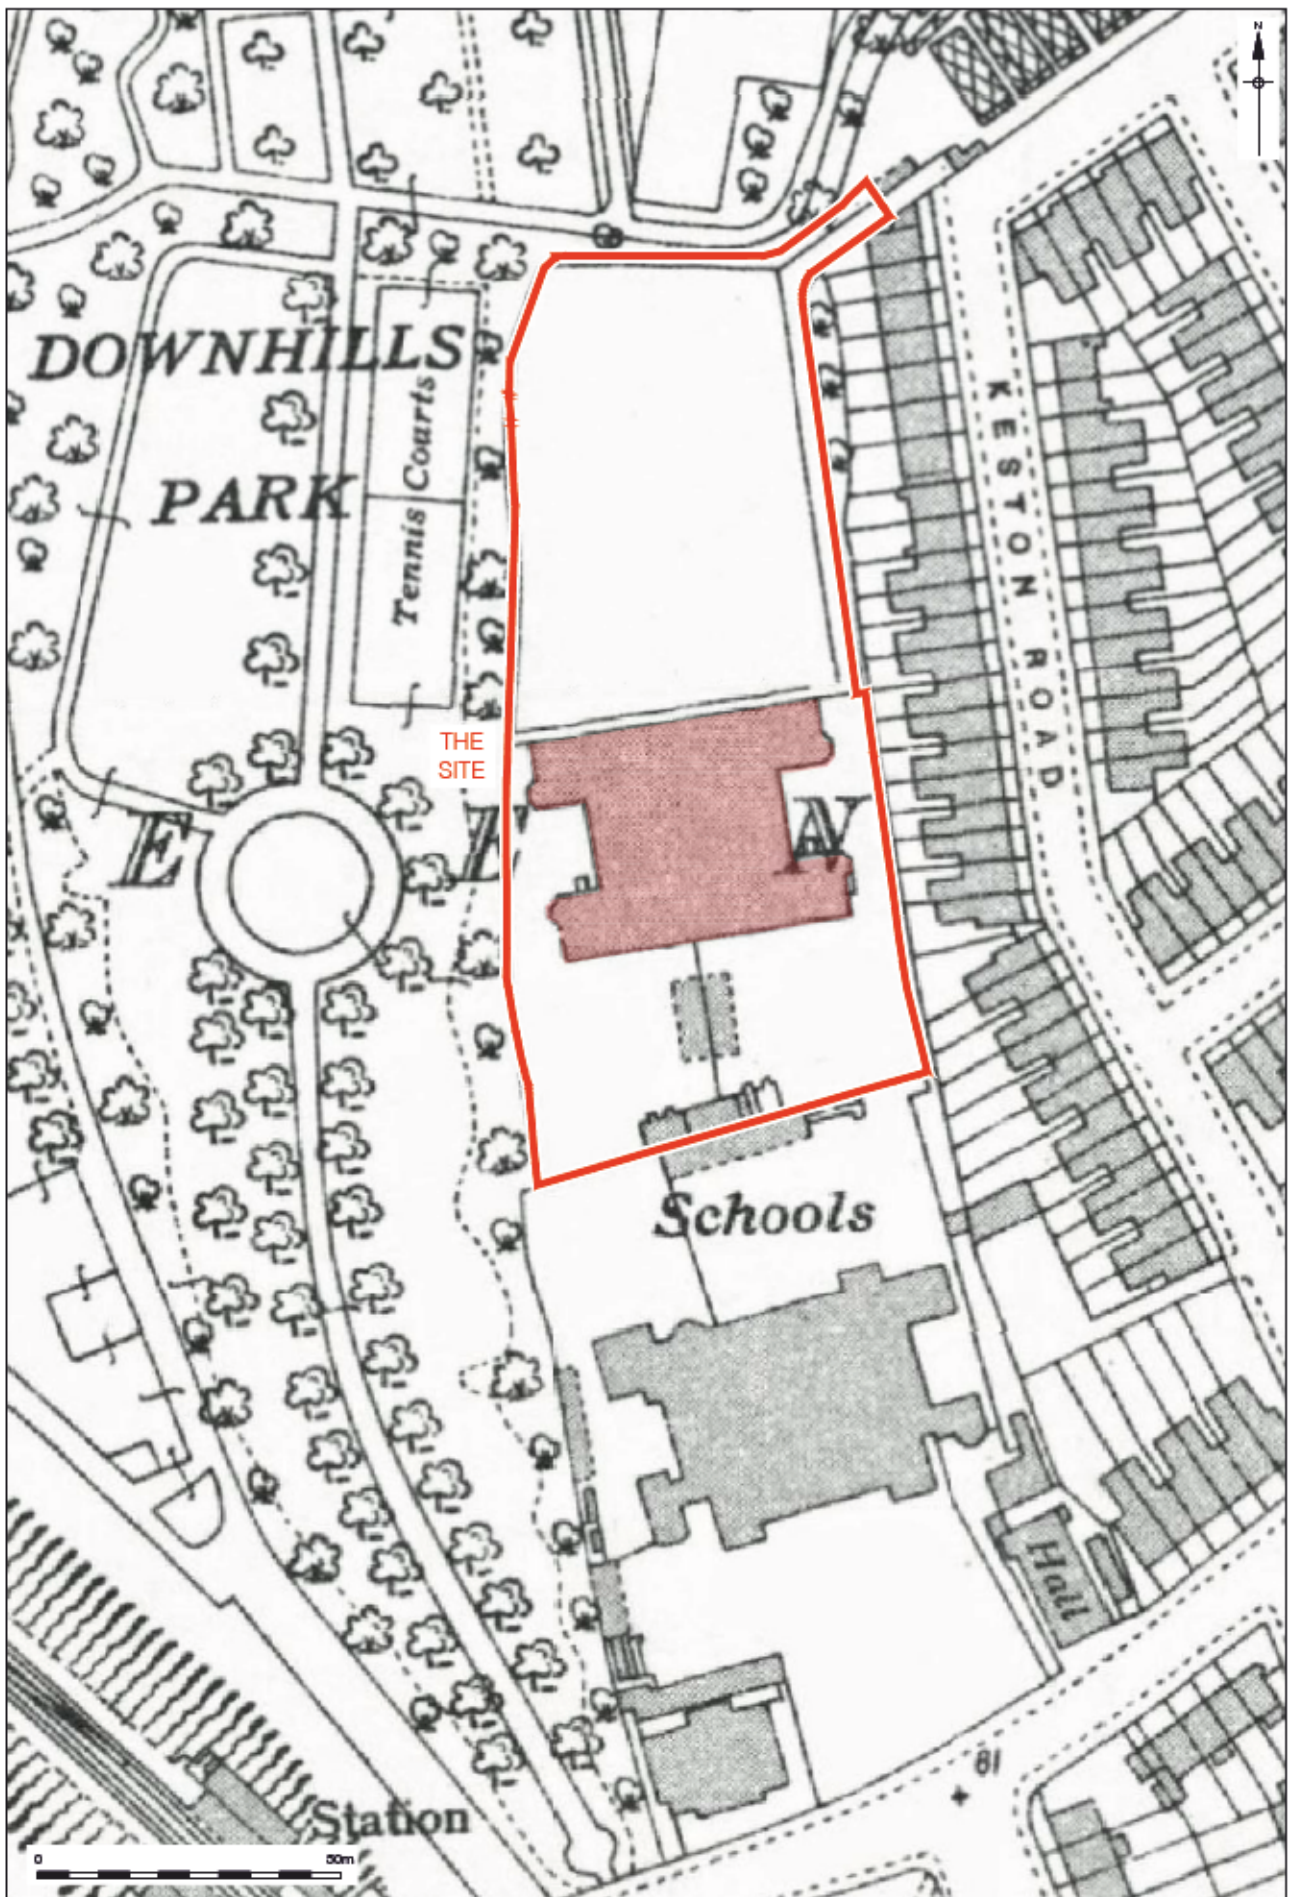 N
DOWNHILLS
PARK
Tennis Courts
KESTON ROAD
THE
SITE
E E N
Schools
Hall
81
Station
0 50m